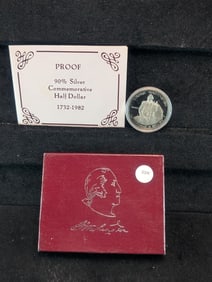 PROOF
90% Silver
Commemorative
Half Dollar
1732-1982